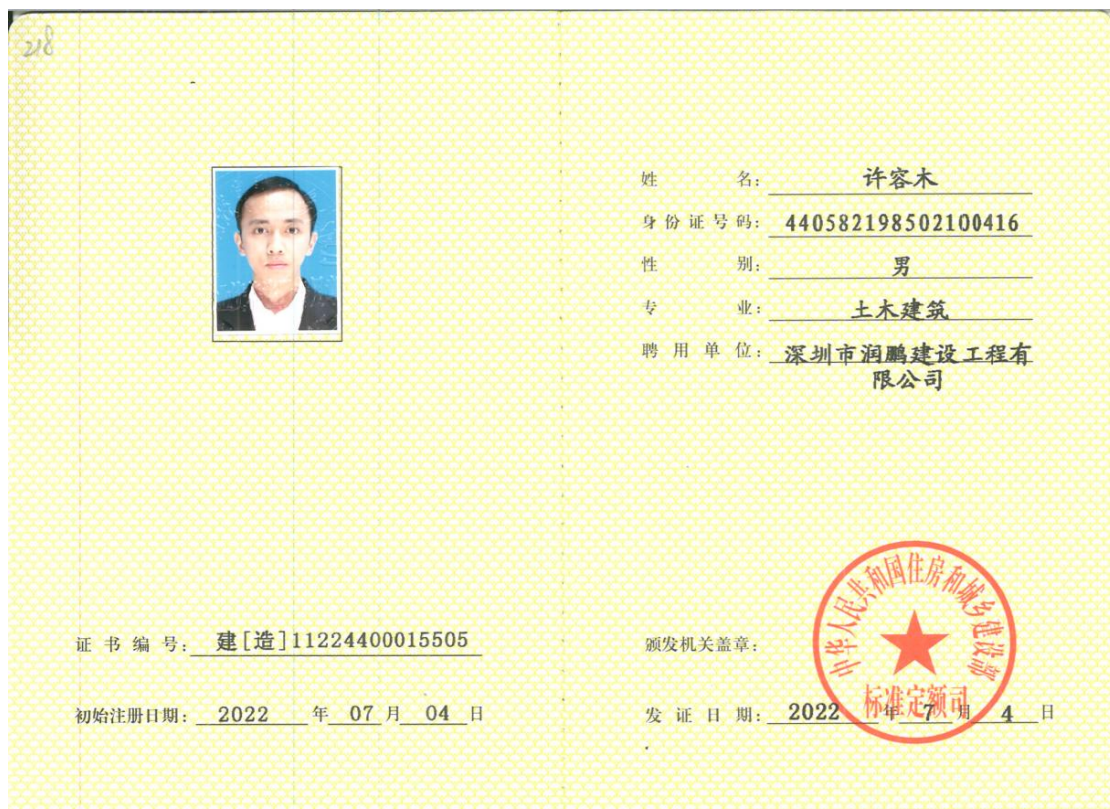 218
姓 名: 许容木
身份证号码: 440582198502100416
性 别: 男
专 业: 土木建筑
聘用单位: 深圳市润鹏建设工程有
限公司
证书编号: 建[造]11224400015505
初始注册日期: 2022 年 07 月 04 日
颁发机关盖章:
中华人民共和国住房和城乡建设部
标准定额司
发证日期: 2022 年 7 月 4 日